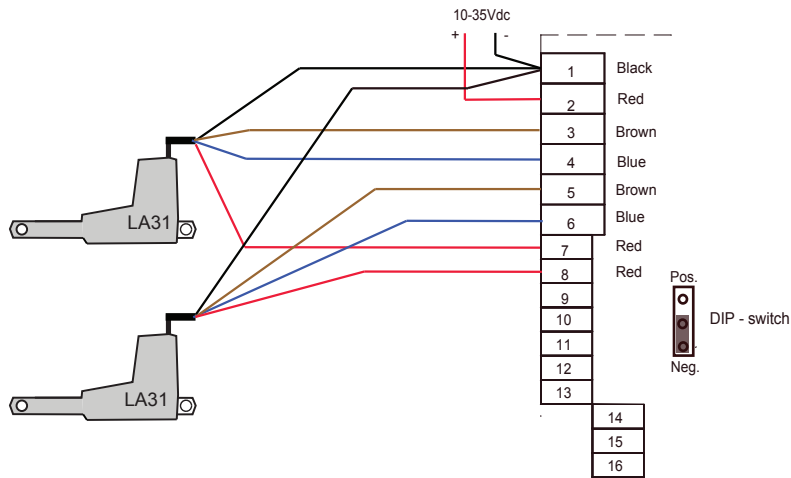 10-35Vdc
+ -
1 Black
2 Red
3 Brown
4 Blue
5 Brown
6 Blue
7 Red
8 Red
9
10
11
12
13
14
15
16
LA31
LA31
Pos.
DIP - switch
Neg.